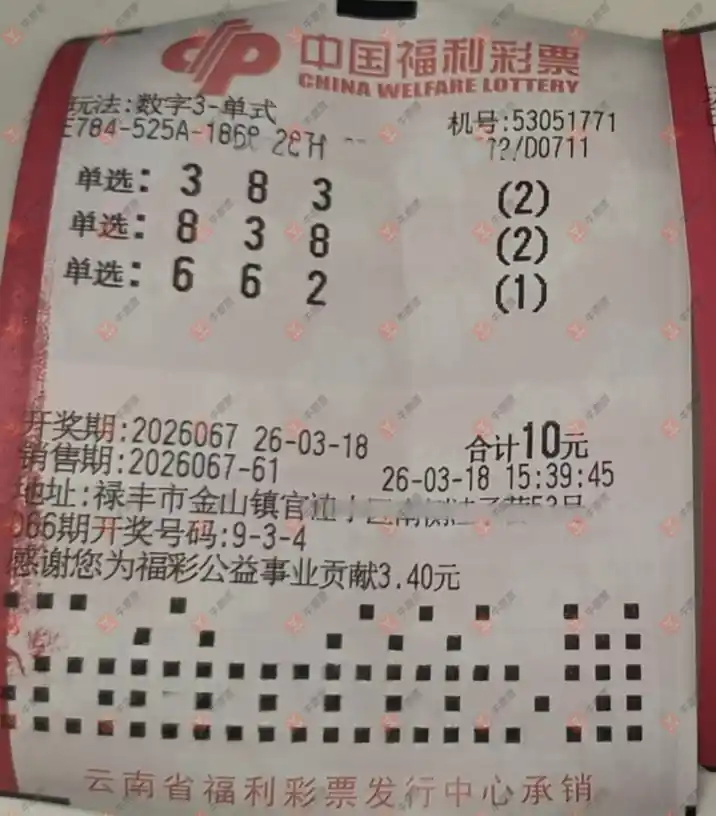 中国福利彩票
CHINA WELFARE LOTTERY
玩法:数字3-单式
机号:53051771
E784-525A-186
/D0711
单选: 3 8 3 (2)
单选: 8 3 8 (2)
单选: 6 6 2 (1)
开奖期:2026067 26-03-18 合计10元
销售期:2026067-61 26-03-18 15:39:45
地址:禄丰市金山镇官
066期开奖号码:9-3-4
感谢您为福彩公益事业贡献3.40元
云南省福利彩票发行中心承销